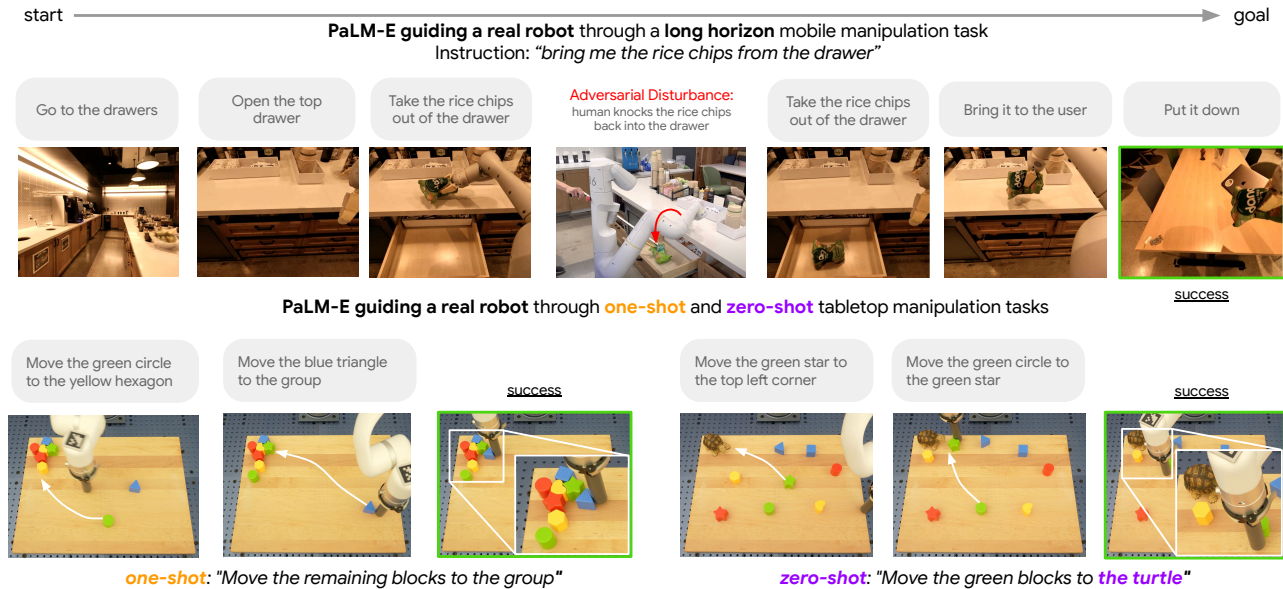 start
goal
PaLM-E guiding a real robot through a long horizon mobile manipulation task
Instruction: “bring me the rice chips from the drawer”
Go to the drawers
Open the top
drawer
Take the rice chips
out of the drawer
Adversarial Disturbance:
human knocks the rice chips
back into the drawer
Take the rice chips
out of the drawer
Bring it to the user
Put it down
success
PaLM-E guiding a real robot through one-shot and zero-shot tabletop manipulation tasks
Move the green circle
to the yellow hexagon
Move the blue triangle
to the group
success
Move the green star to
the top left corner
Move the green circle to
the green star
success
one-shot: "Move the remaining blocks to the group"
zero-shot: "Move the green blocks to the turtle"